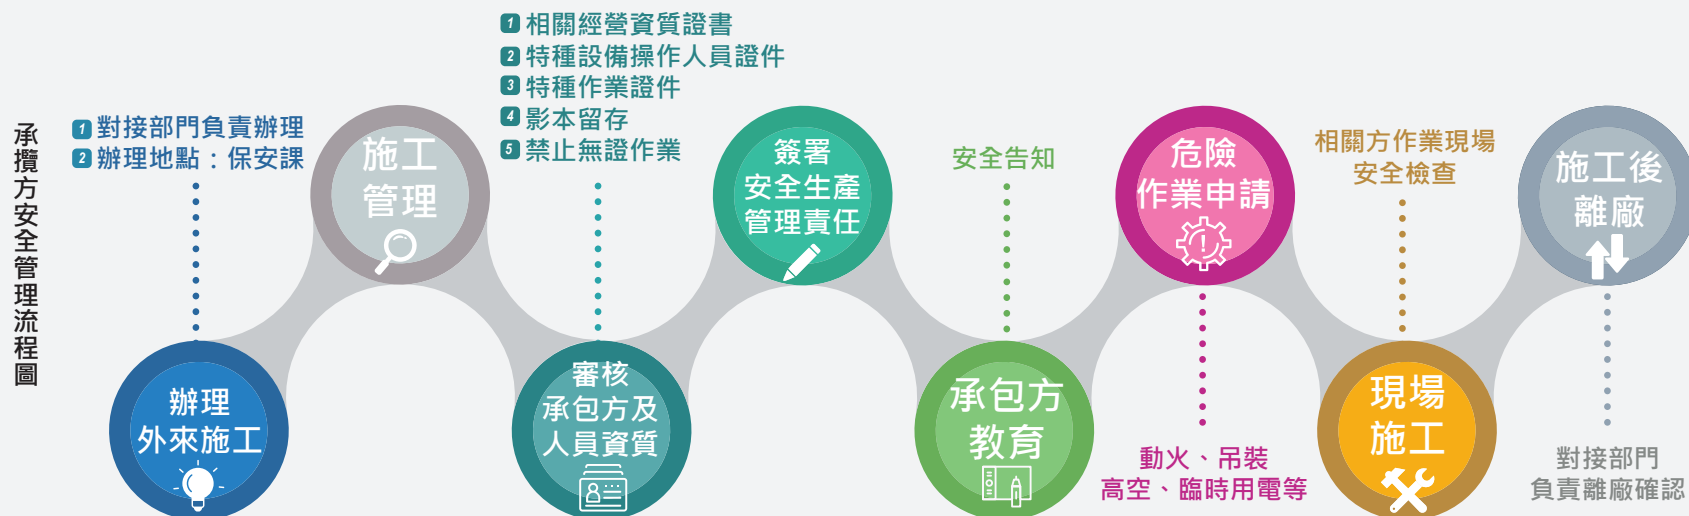 承攬方安全管理流程圖
1 對接部門負責辦理
2 辦理地點：保安課
辦理
外來施工
施工
管理
1 相關經營資質證書
2 特種設備操作人員證件
3 特種作業證件
4 影本留存
5 禁止無證作業
審核
承包方及
人員資質
簽署
安全生產
管理責任
安全告知
承包方
教育
危險
作業申請
動火、吊裝
高空、臨時用電等
相關方作業現場
安全檢查
現場
施工
施工後
離廠
對接部門
負責離廠確認